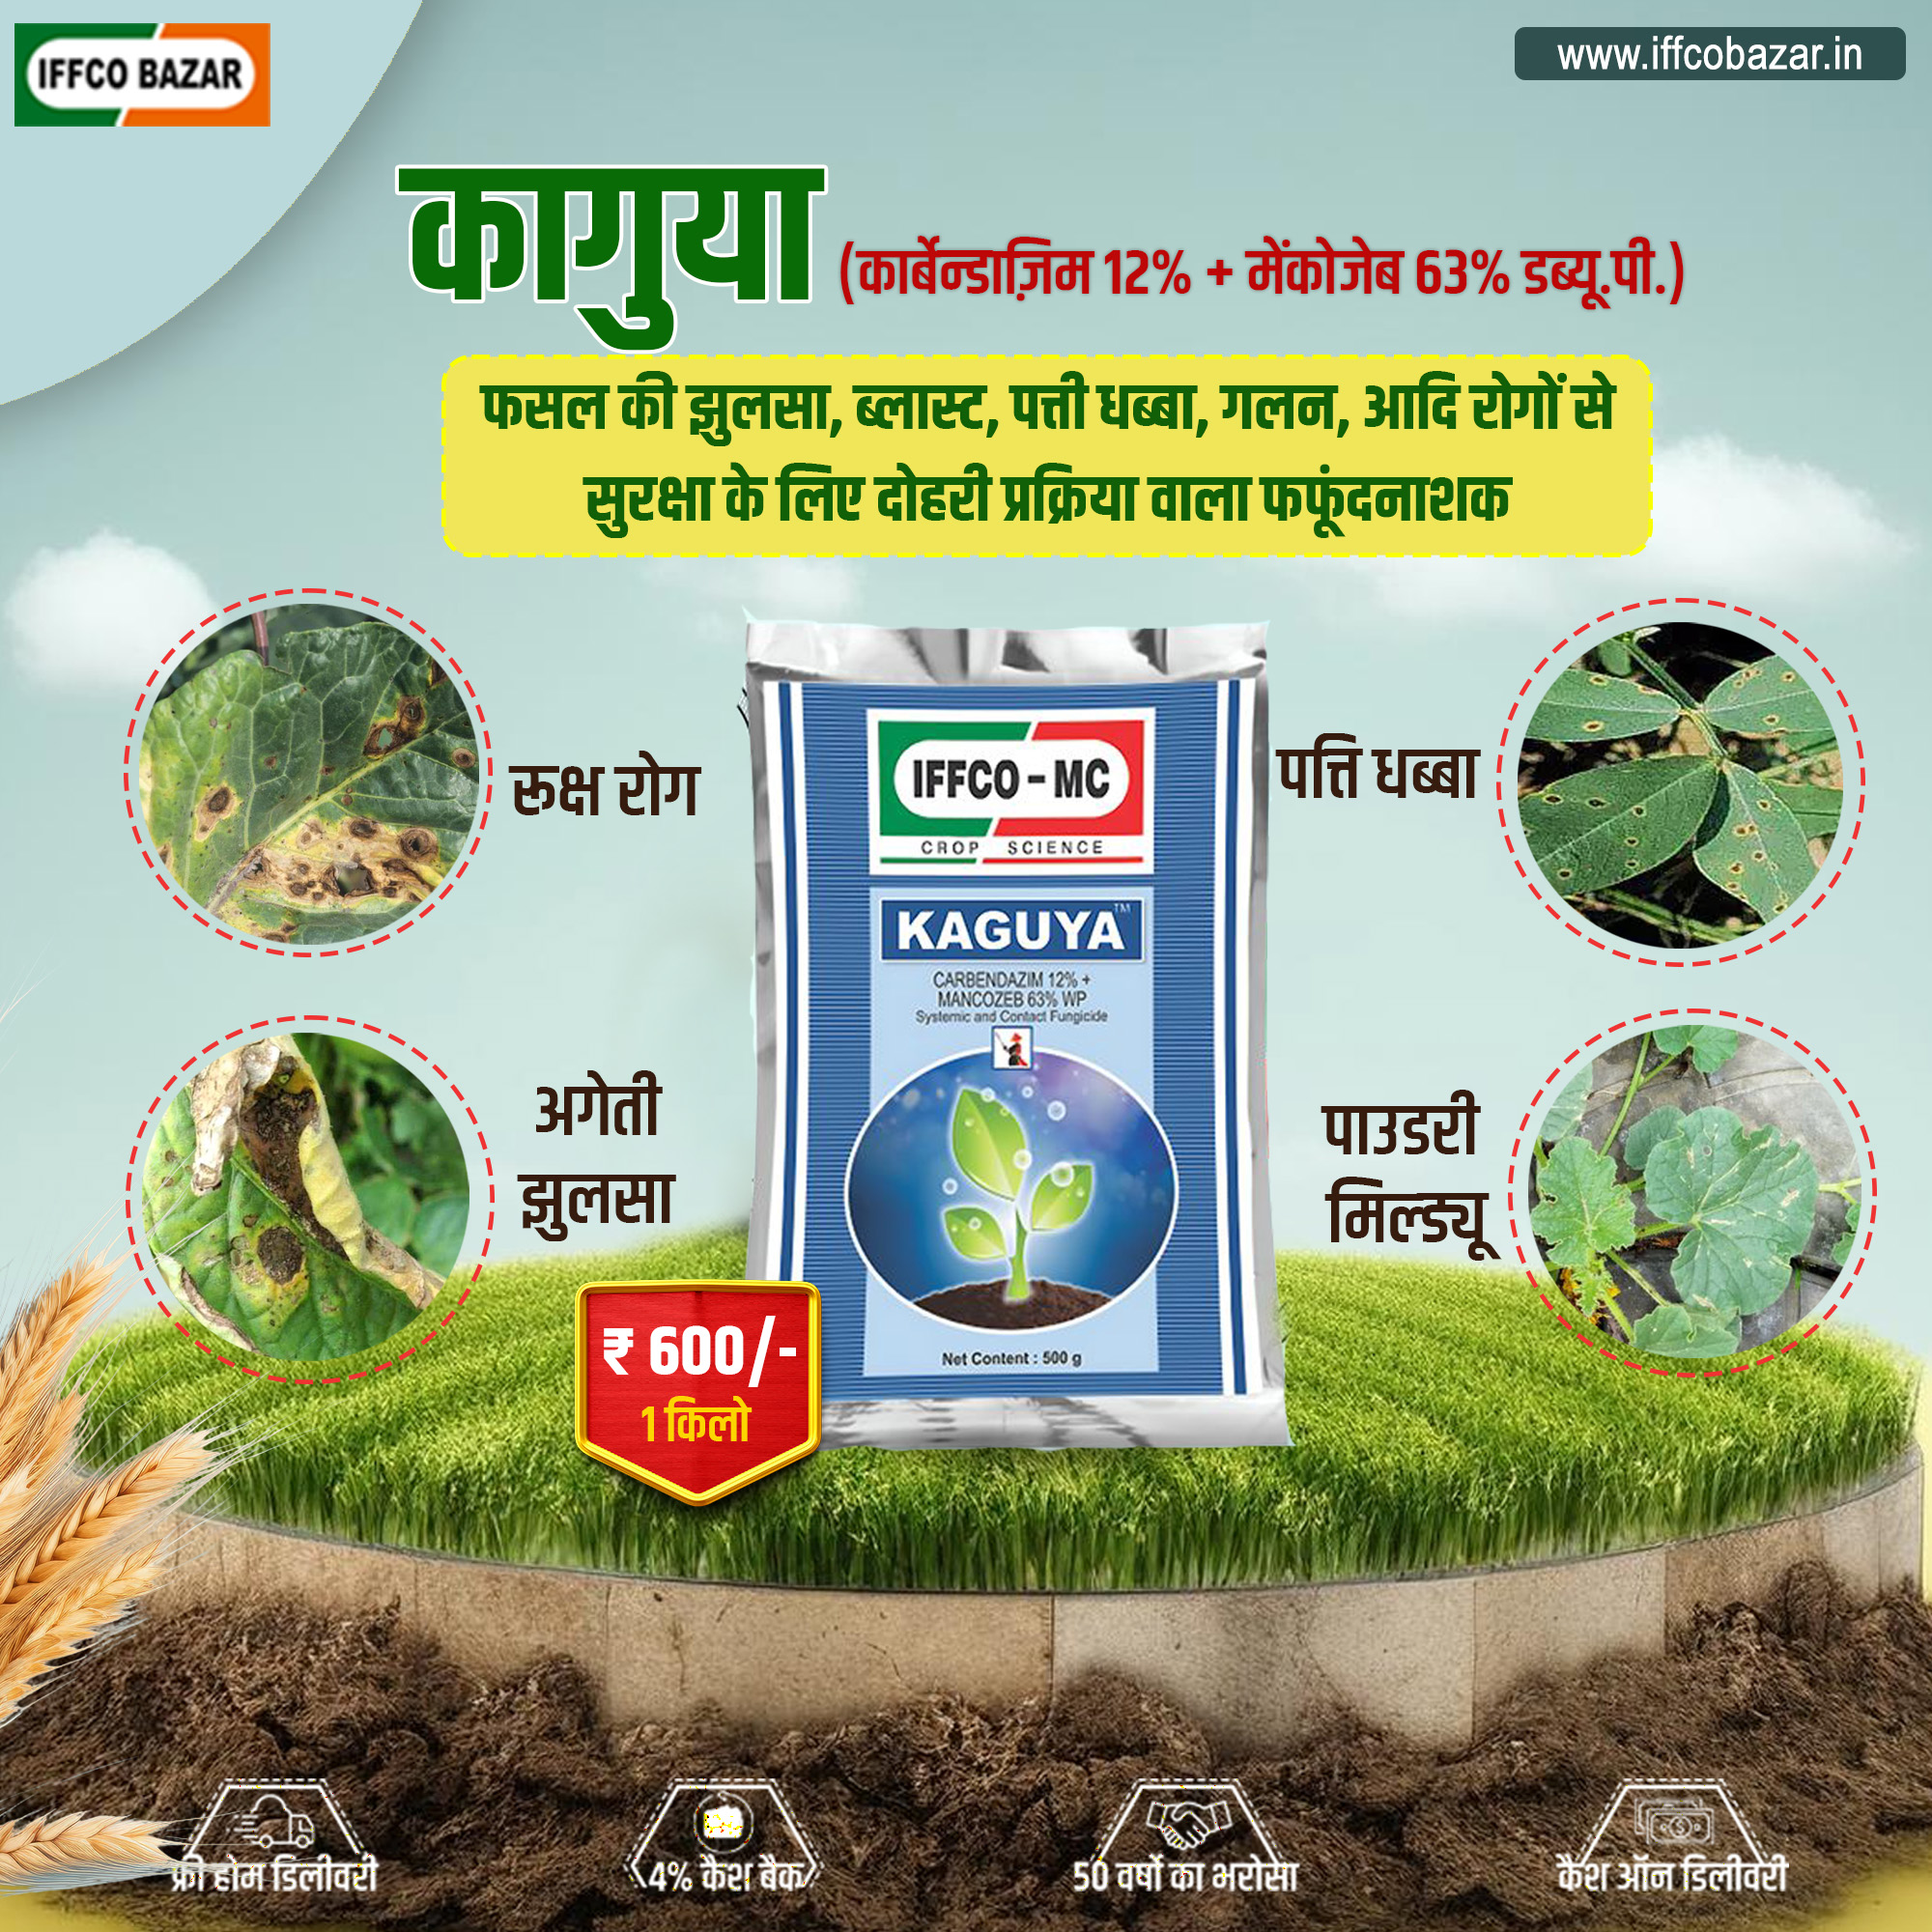 IFFCO BAZAR
www.iffcobazar.in
कागुया
(कार्बेन्डाज़िम 12% + मेंकोजेब 63% डब्यू.पी.)
फसल की झुलसा, ब्लास्ट, पत्ती धब्बा, गलन, आदि रोगों से
सुरक्षा के लिए दोहरी प्रक्रिया वाला फफूंदनाशक
रूक्ष रोग
पत्ति धब्बा
अगेती
झुलसा
पाउडरी
मिल्ड्यू
IFFCO - MC
CROP SCIENCE
KAGUYA™
CARBENDAZIM 12% +
MANCOZEB 63% WP
Systemic and Contact Fungicide
Net Content : 500 g
₹ 600/-
1 किलो
फ्री होम डिलीवरी
4% कैश बैक
50 वर्षो का भरोसा
कैश ऑन डिलीवरी